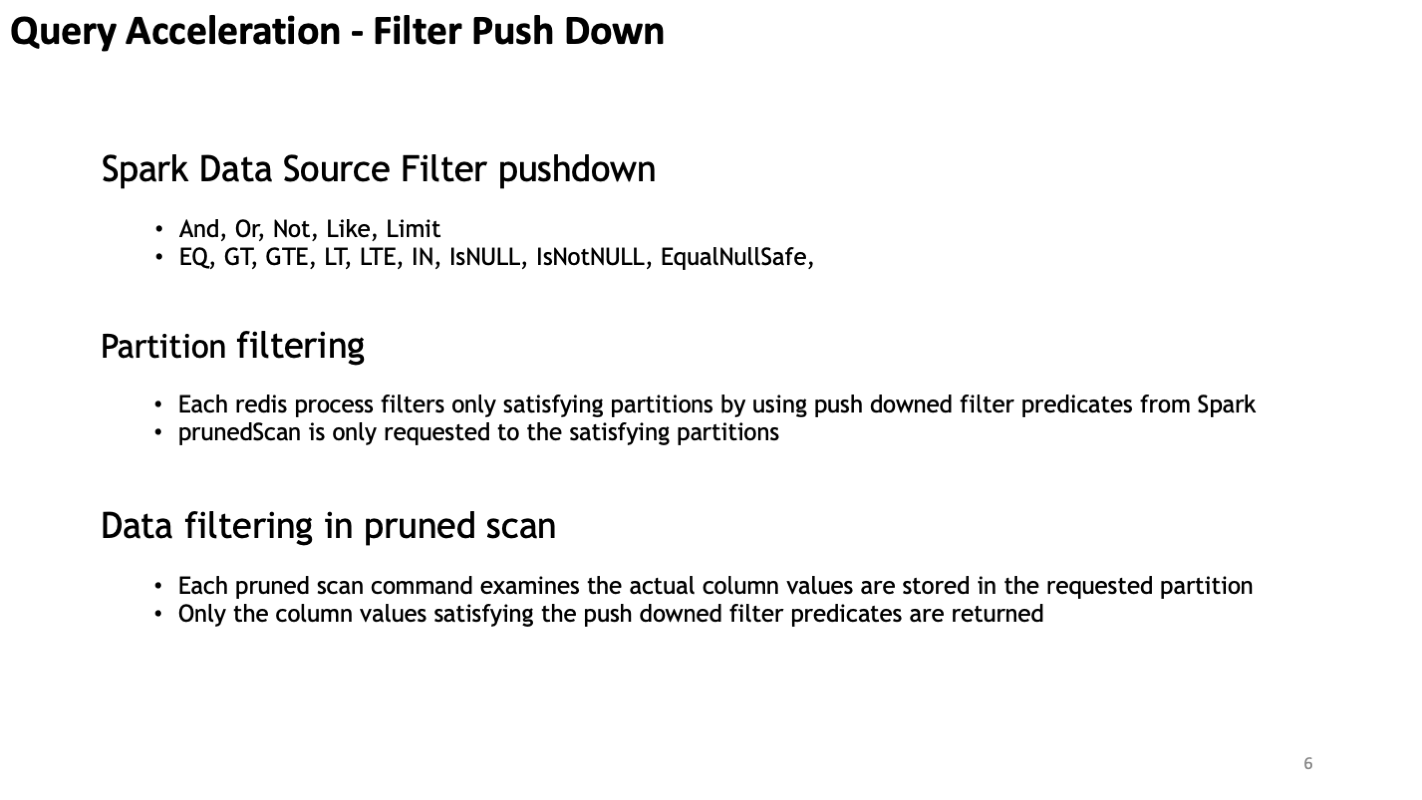 Query Acceleration - Filter Push Down
Spark Data Source Filter pushdown
• And, Or, Not, Like, Limit
• EQ, GT, GTE, LT, LTE, IN, IsNULL, IsNotNULL, EqualNullSafe,
Partition filtering
• Each redis process filters only satisfying partitions by using push downed filter predicates from Spark
• prunedScan is only requested to the satisfying partitions
Data filtering in pruned scan
• Each pruned scan command examines the actual column values are stored in the requested partition
• Only the column values satisfying the push downed filter predicates are returned
6